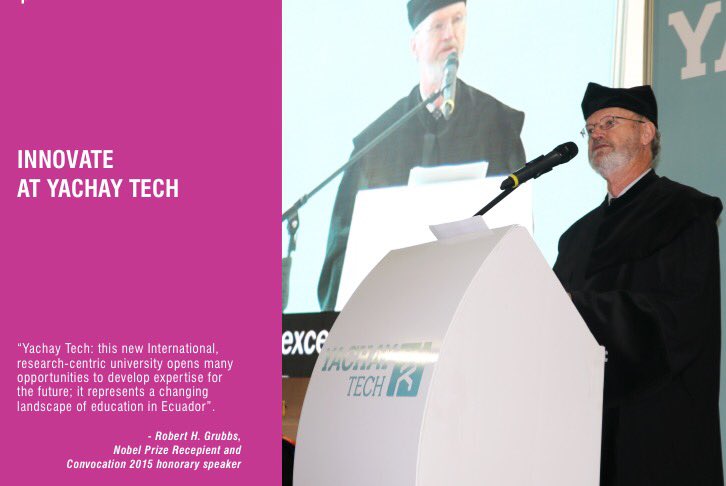 INNOVATE
AT YACHAY TECH
“Yachay Tech: this new International,
research-centric university opens many
opportunities to develop expertise for
the future; it represents a changing
landscape of education in Ecuador”.
- Robert H. Grubbs,
Nobel Prize Recepient and
Convocation 2015 honorary speaker
YA
exce
YACHAY
TECH